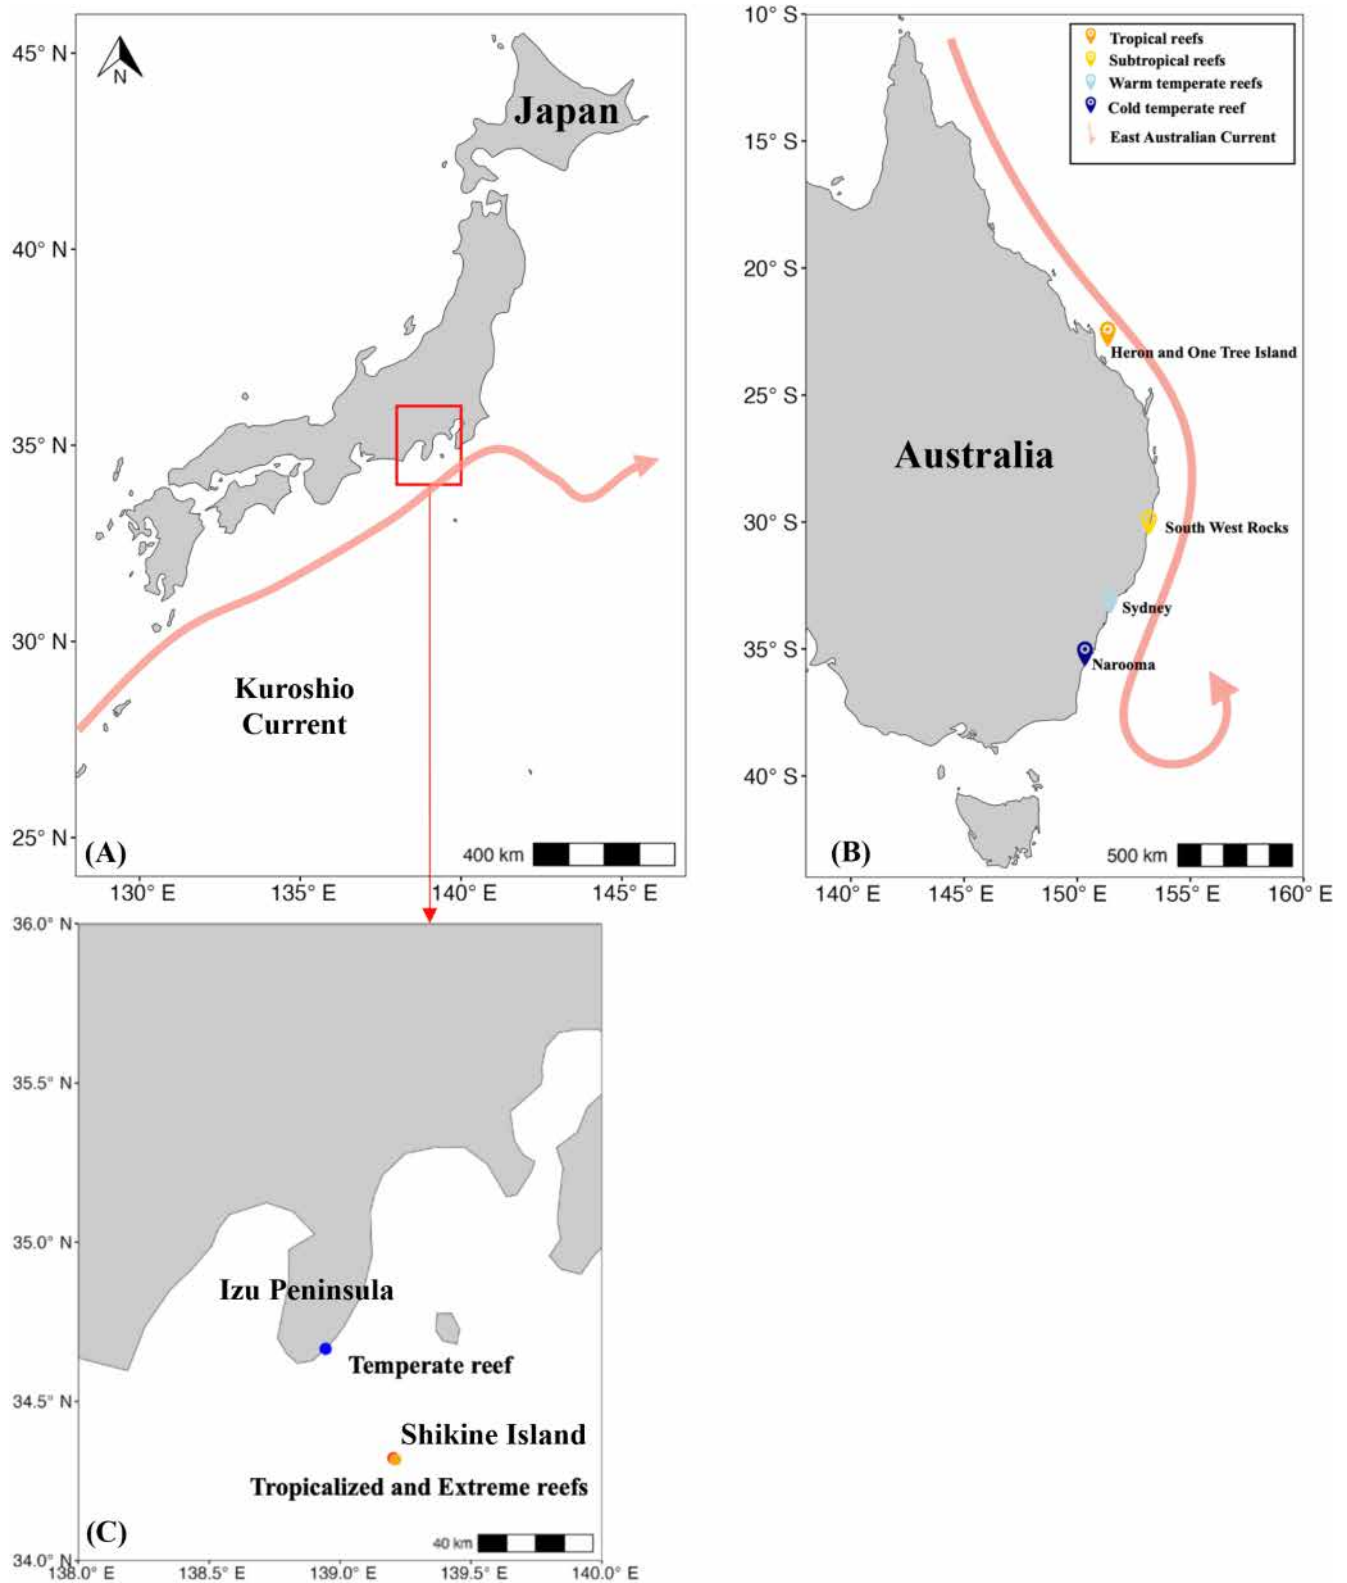 45° N
40° N
35° N
30° N
25° N
N
Japan
Kuroshio
Current
(A)
400 km
130° E
135° E
140° E
145° E
10° S
15° S
20° S
25° S
30° S
35° S
40° S
Tropical reefs
Subtropical reefs
Warm temperate reefs
Cold temperate reef
East Australian Current
Heron and One Tree Island
Australia
South West Rocks
Sydney
Narooma
(B)
500 km
140° E
145° E
150° E
155° E
160° E
36.0° N
35.5° N
35.0° N
34.5° N
34.0° N
Izu Peninsula
Temperate reef
Shikine Island
Tropicalized and Extreme reefs
(C)
40 km
138.0° E
138.5° E
139.0° E
139.5° E
140.0° E